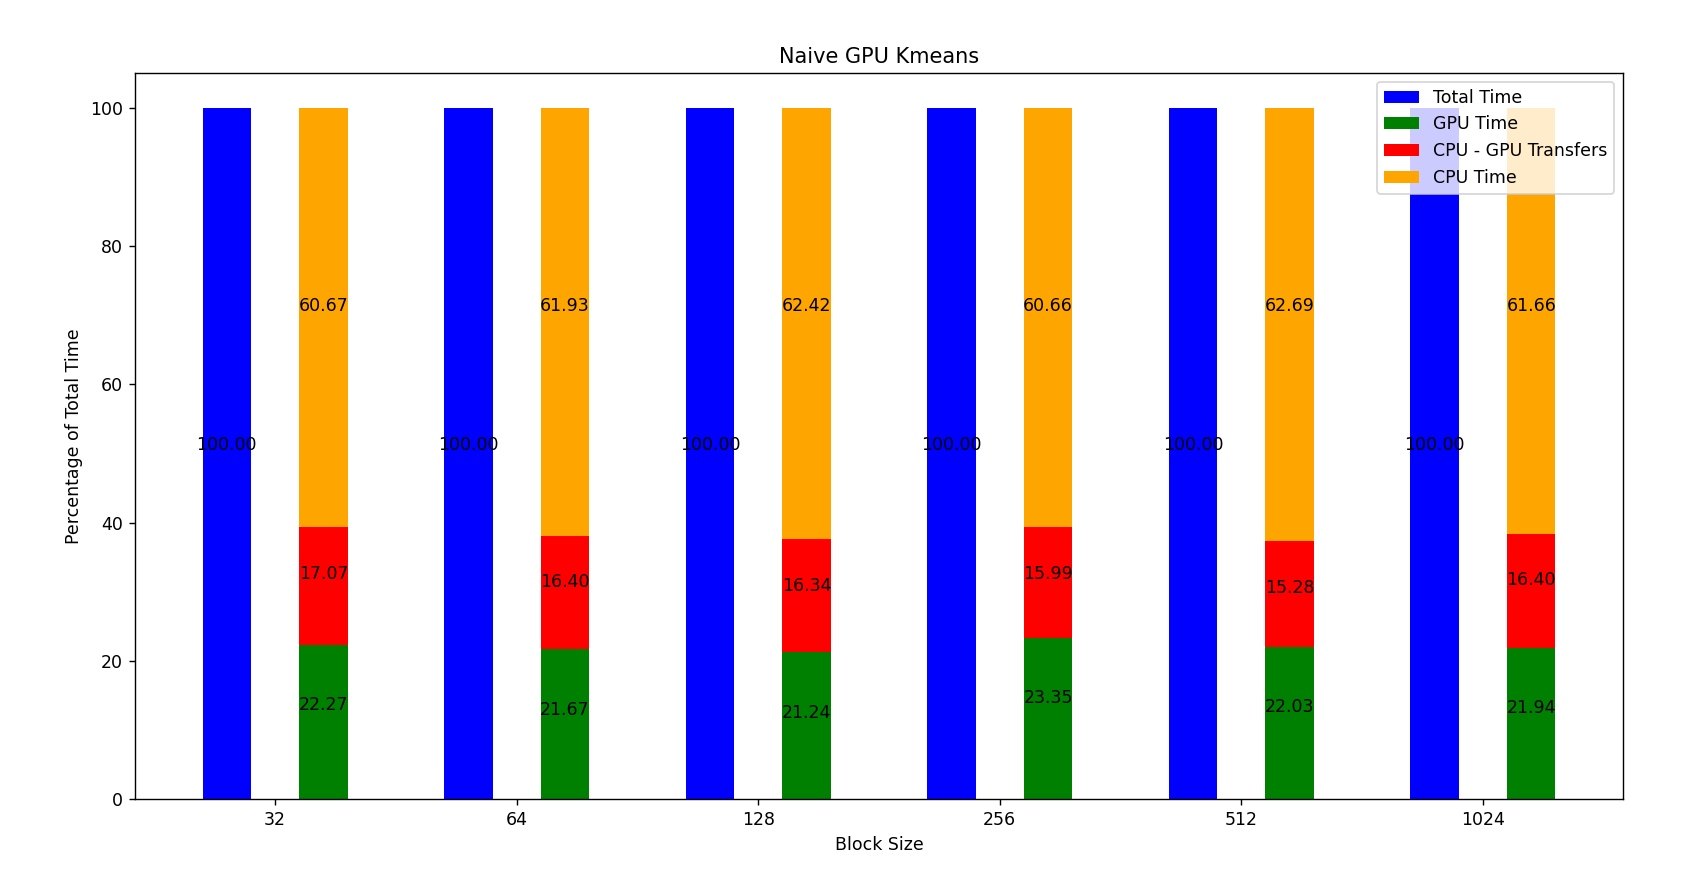 Naive GPU Kmeans
Total Time
GPU Time
CPU - GPU Transfers
CPU Time
Percentage of Total Time
100
80
60
40
20
0
60.67 61.93 62.42 60.66 62.69 61.66
100.00 100.00 100.00 100.00 100.00 100.00
17.07 16.40 16.34 15.99 15.28 16.40
22.27 21.67 21.24 23.35 22.03 21.94
32 64 128 256 512 1024
Block Size